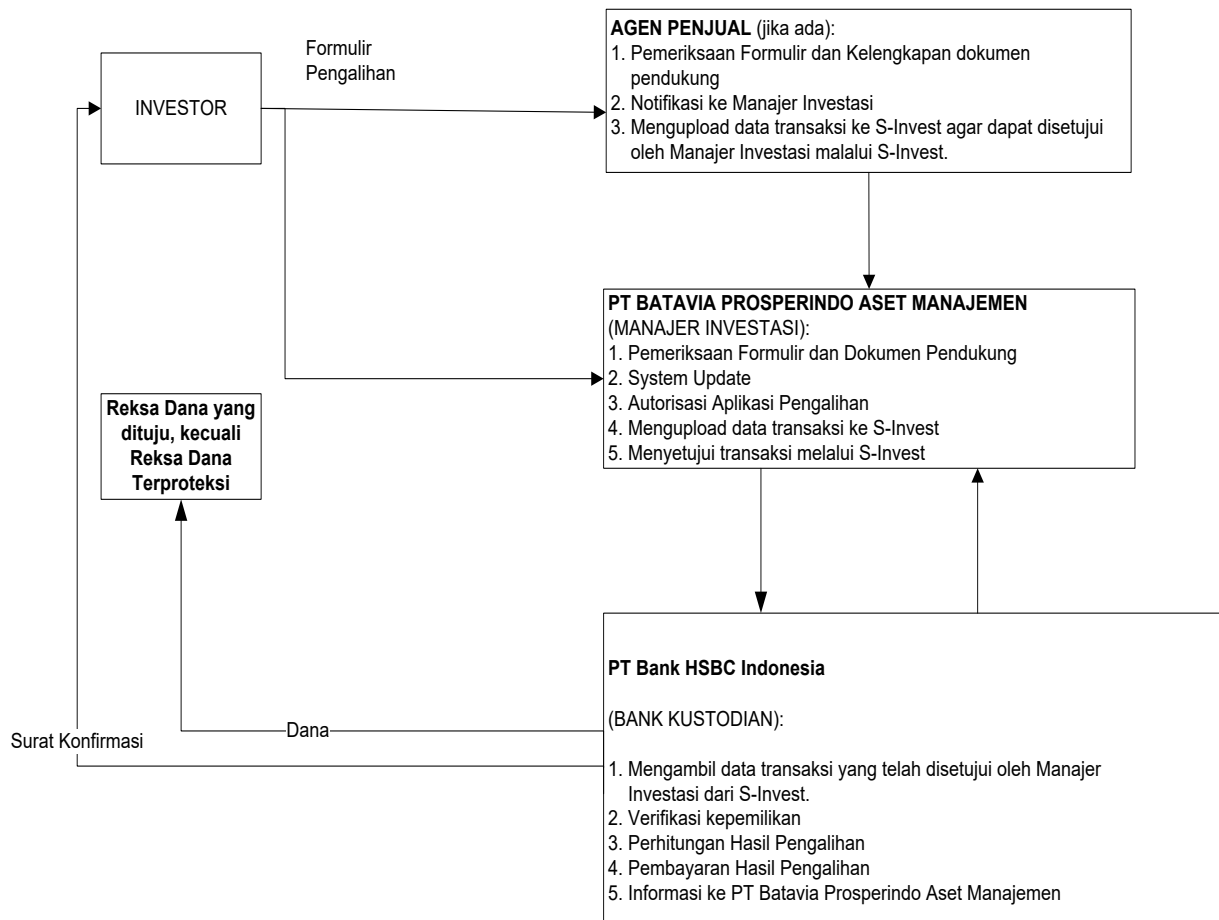 Formulir
Pengalihan
INVESTOR
AGEN PENJUAL (jika ada):
1. Pemeriksaan Formulir dan Kelengkapan dokumen
pendukung
2. Notifikasi ke Manajer Investasi
3. Mengupload data transaksi ke S-Invest agar dapat disetujui
oleh Manajer Investasi malalui S-Invest.
PT BATAVIA PROSPERINDO ASET MANAJEMEN
(MANAJER INVESTASI):
1. Pemeriksaan Formulir dan Dokumen Pendukung
2. System Update
3. Autorisasi Aplikasi Pengalihan
4. Mengupload data transaksi ke S-Invest
5. Menyetujui transaksi melalui S-Invest
Reksa Dana yang
dituju, kecuali
Reksa Dana
Terproteksi
PT Bank HSBC Indonesia
(BANK KUSTODIAN):
1. Mengambil data transaksi yang telah disetujui oleh Manajer
Investasi dari S-Invest.
2. Verifikasi kepemilikan
3. Perhitungan Hasil Pengalihan
4. Pembayaran Hasil Pengalihan
5. Informasi ke PT Batavia Prosperindo Aset Manajemen
Dana
Surat Konfirmasi